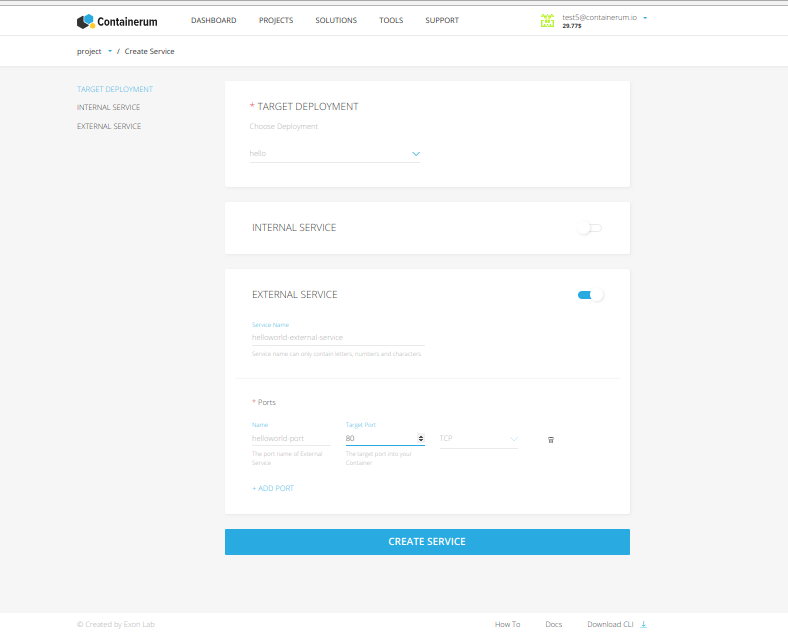 Containerum
DASHBOARD PROJECTS SOLUTIONS TOOLS SUPPORT
test5@containerum.io
29.77$
project / Create Service
TARGET DEPLOYMENT
INTERNAL SERVICE
EXTERNAL SERVICE
* TARGET DEPLOYMENT
Choose Deployment
hello
INTERNAL SERVICE
EXTERNAL SERVICE
Service Name
helloworld-external-service
Service name can only contain letters, numbers and characters
* Ports
Name Target Port
helloworld-port 80 TCP
The port name of External The target port into your
Service Container
+ ADD PORT
CREATE SERVICE
© Created by Exon Lab How To Docs Download CLI